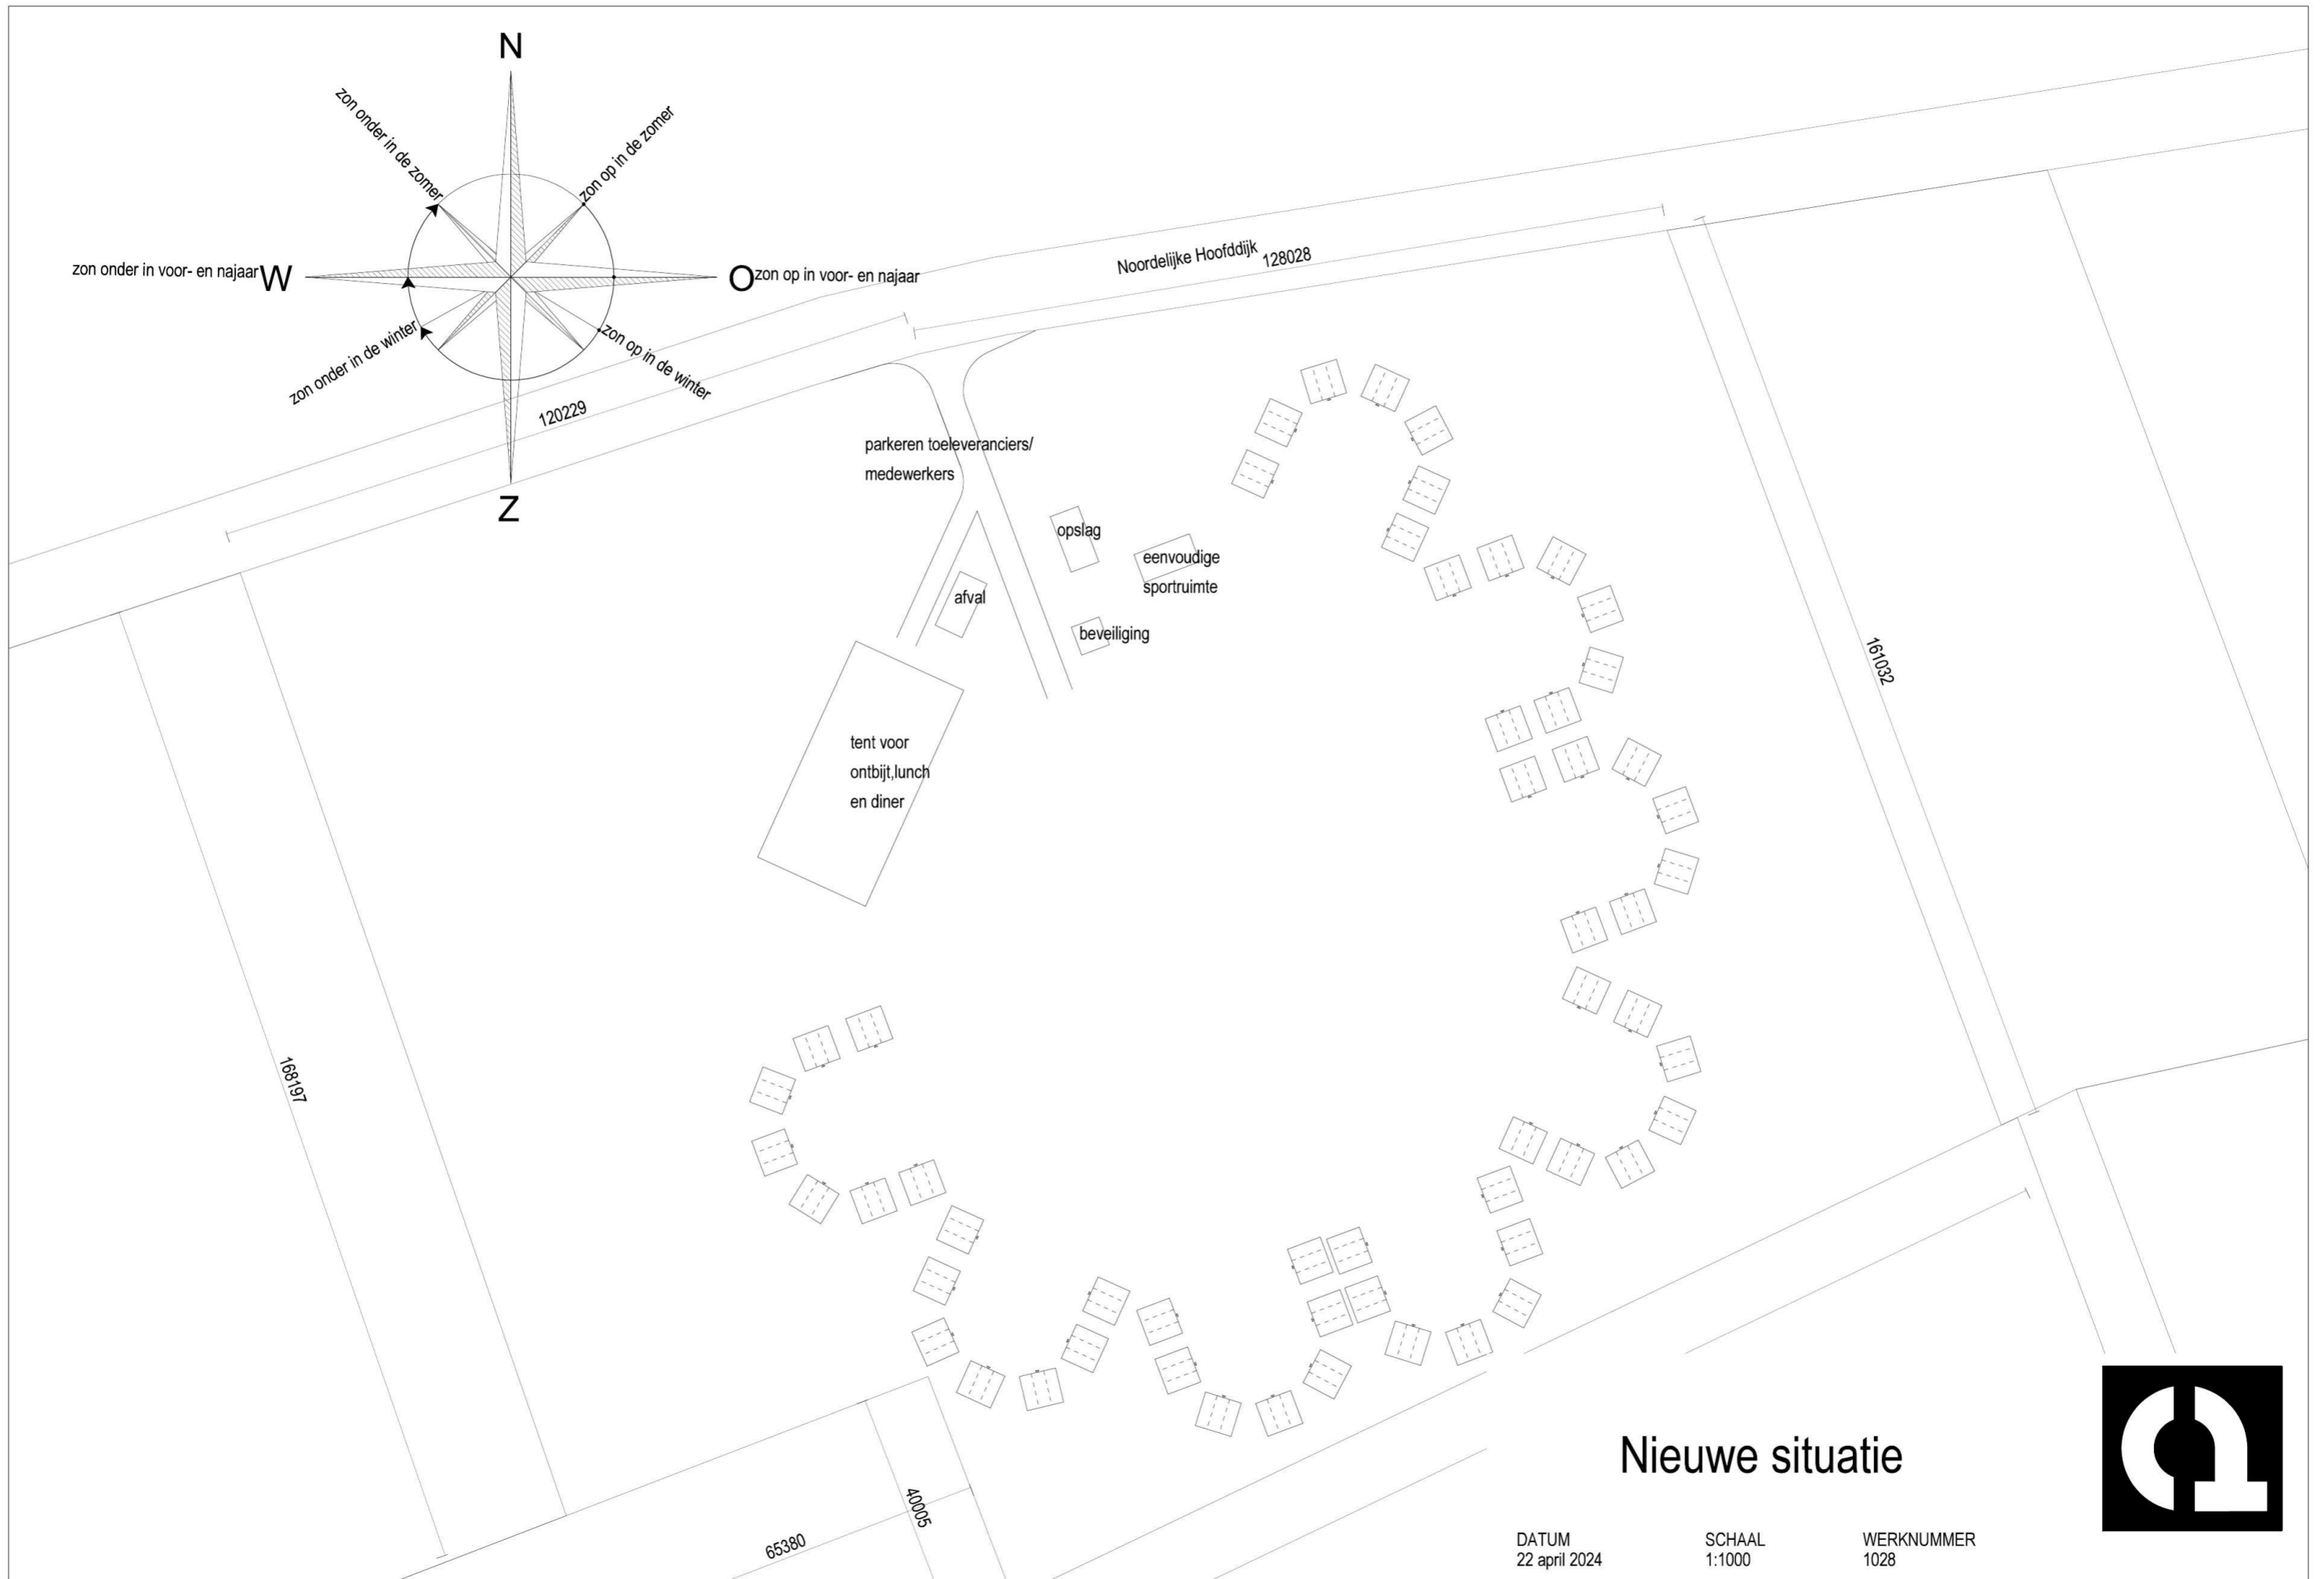 N
zon onder in de zomer
zon op in de zomer
zon onder in voor- en najaar
W
O
zon op in voor- en najaar
zon onder in de winter
zon op in de winter
Z
Noordelijke Hoofddijk
128028
120229
parkeren toeleveranciers/
medewerkers
opslag
eenvoudige
sportruimte
afval
beveiliging
161032
tent voor
ontbijt,lunch
en diner
168197
40005
65380
Nieuwe situatie
DATUM
22 april 2024
SCHAAL
1:1000
WERKNUMMER
1028